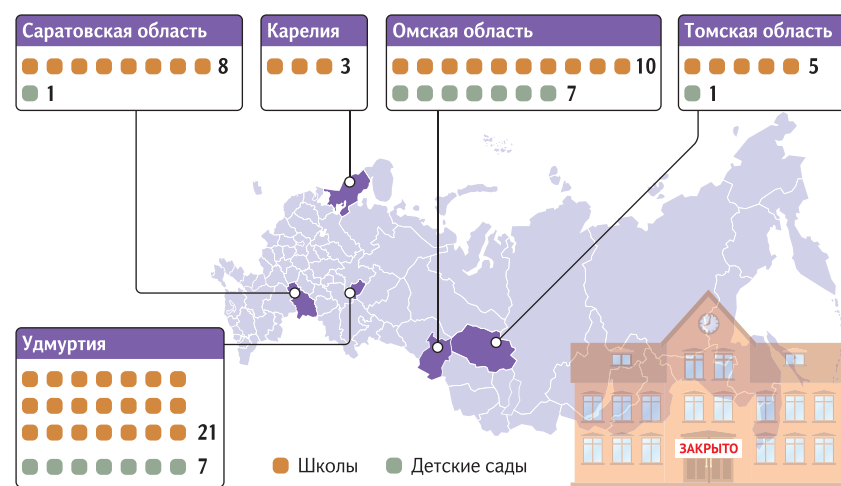 Саратовская область
8
1
Карелия
3
Омская область
10
7
Томская область
5
1
Удмуртия
21
7
Школы
Детские сады
ЗАКРЫТО